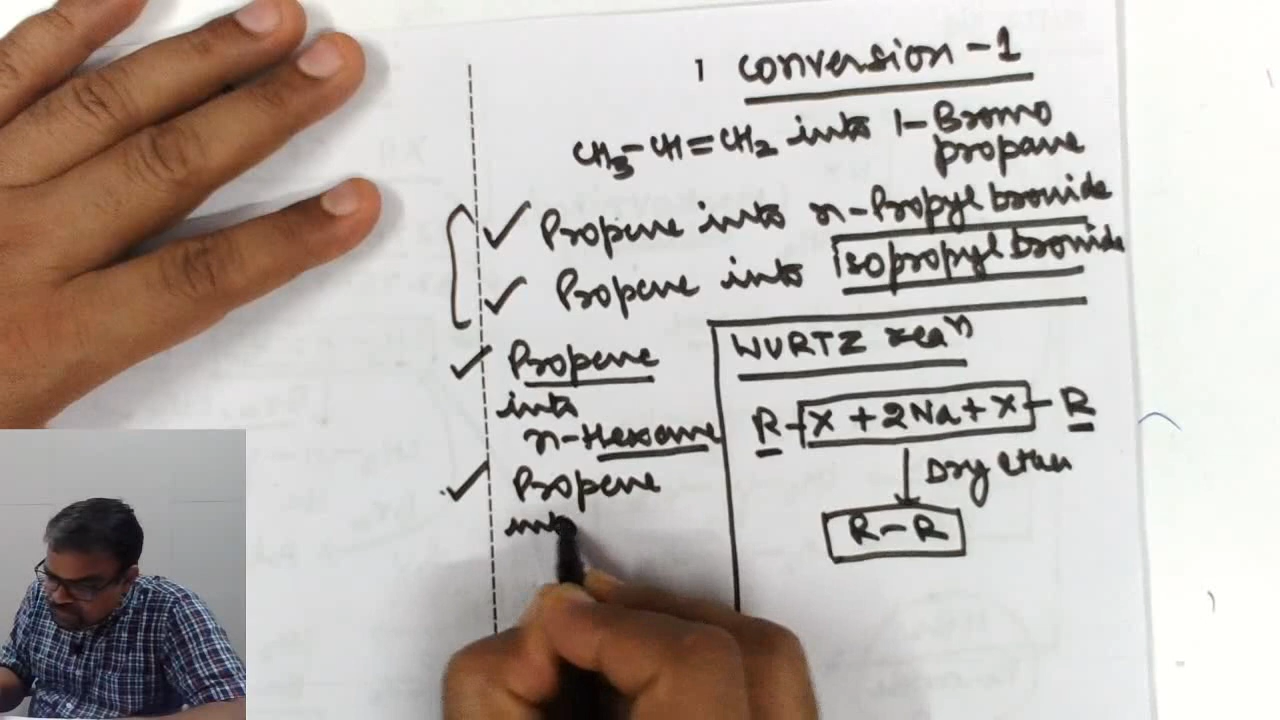 Conversion-1
CH3-CH=CH2 into 1-Bromo
propane
Propene into n-Propyl bromide
Propene into Isopropyl bromide
Propene
into
n-Hexane
Propene
into
WURTZ reaⁿ
R-X + 2Na + X-R
Dry ether
R-R